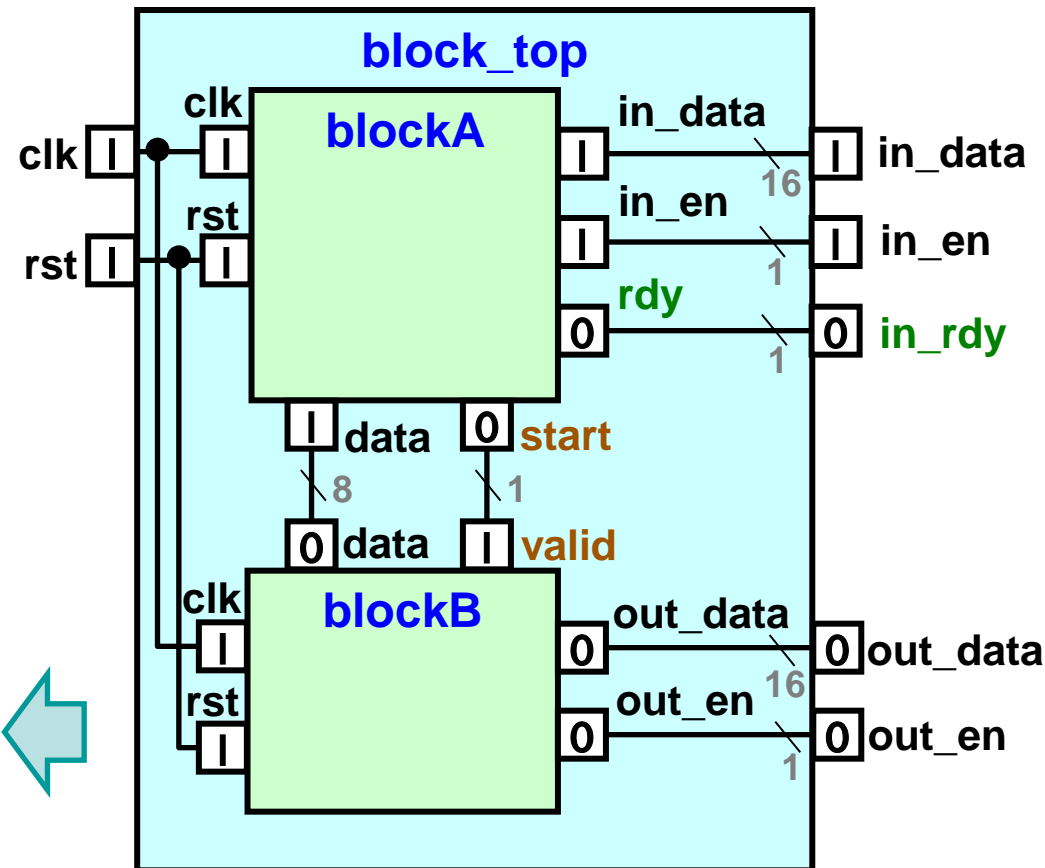 block_top
clk
blockA
in_data
clk
I
I
I
I
in_data
16
rst
in_en
rst
I
I
I
I
in_en
1
rdy
O
O
in_rdy
1
I
data
O
start
8
1
O
data
I
valid
clk
blockB
out_data
I
O
O
out_data
16
rst
out_en
I
O
O
out_en
1